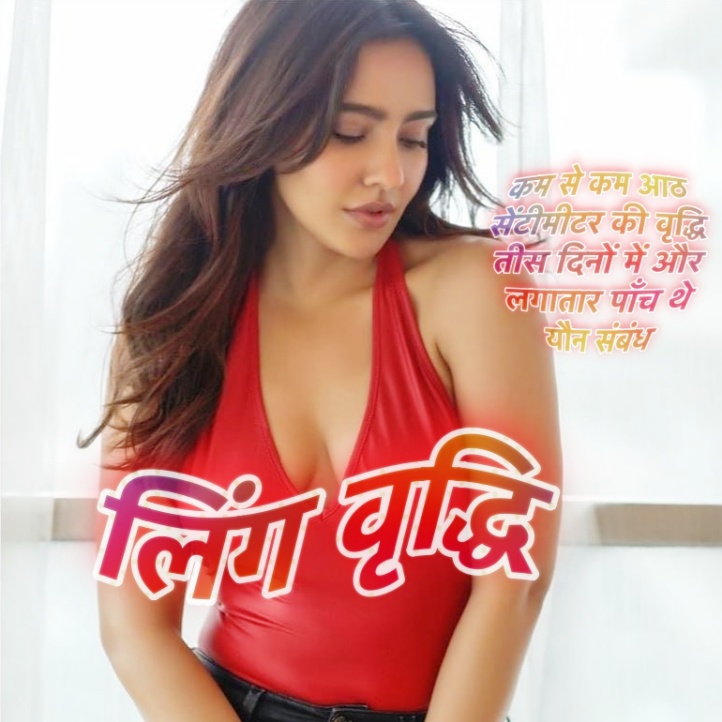 कम से कम आठ
सेंटीमीटर की वृद्धि
तीस दिनों में और
लगातार पाँच थे
यौन संबंध
लिंग वृद्धि